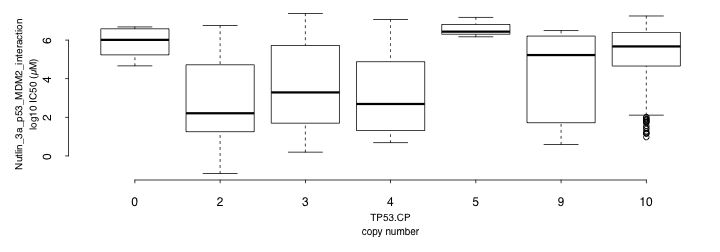 Nutlin_3a_p53_MDM2_interaction
log10 IC50 (µM)
6
4
2
0
0 2 3 4 5 9 10
TP53.CP
copy number